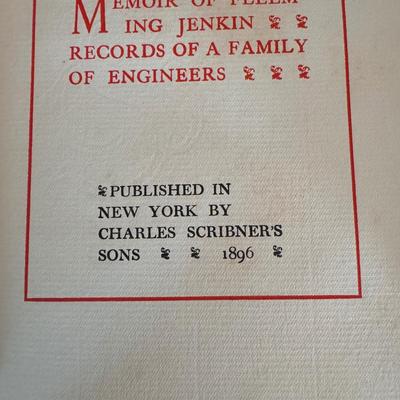 MEMOIR OF FLEEM
ING JENKIN
RECORDS OF A FAMILY
OF ENGINEERS
PUBLISHED IN
NEW YORK BY
CHARLES SCRIBNER'S
SONS 1896